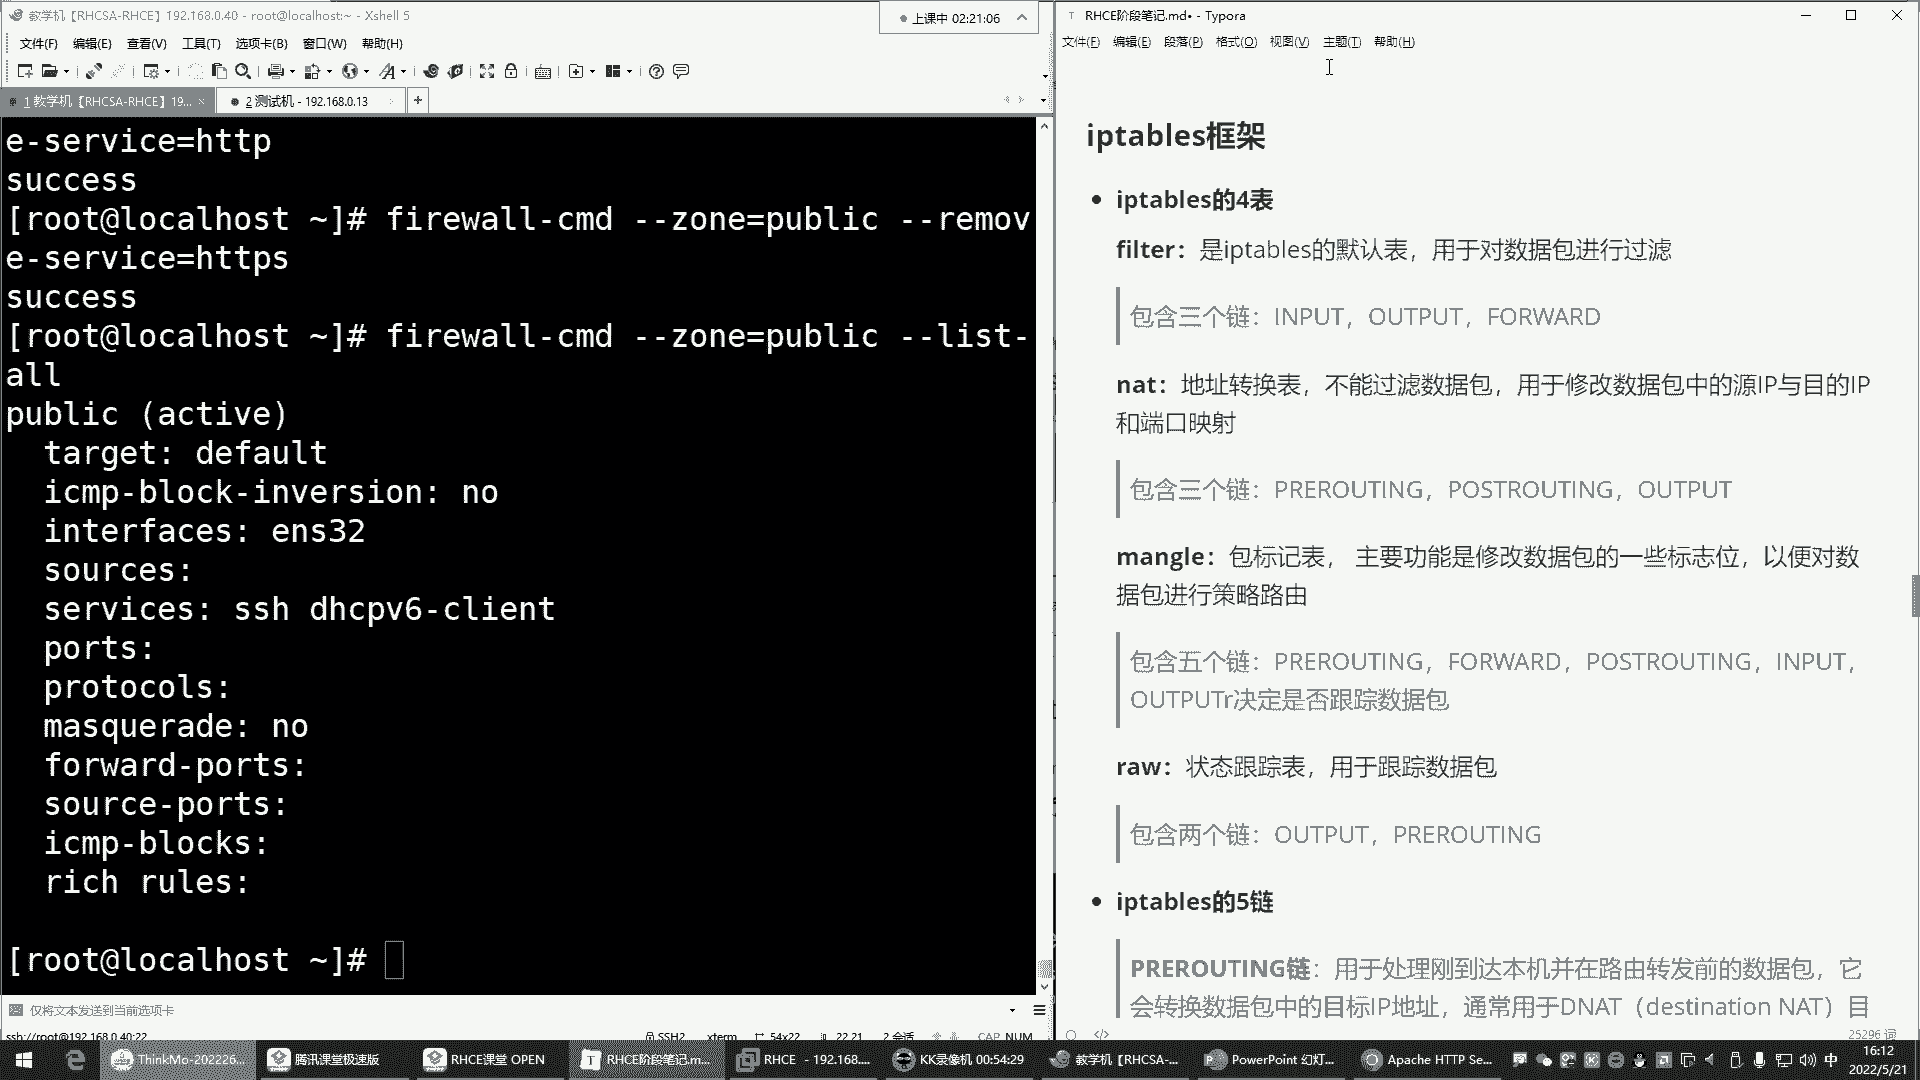 教学机【RHCSA-RHCE】192.168.0.40 - root@localhost:~ - Xshell 5
上课中 02:21:06
文件(F) 编辑(E) 查看(V) 工具(T) 选项卡(B) 窗口(W) 帮助(H)
1 教学机【RHCSA-RHCE】19... × 2 测试机 - 192.168.0.13 +
e-service=http
success
[root@localhost ~]# firewall-cmd --zone=public --remov
e-service=https
success
[root@localhost ~]# firewall-cmd --zone=public --list-
all
public (active)
target: default
icmp-block-inversion: no
interfaces: ens32
sources:
services: ssh dhcpv6-client
ports:
protocols:
masquerade: no
forward-ports:
source-ports:
icmp-blocks:
rich rules:
[root@localhost ~]#
仅将文本发送到当前选项卡
ssh://root@192.168.0.40:22 SSH2 xterm 54x22 22,21 2 会话 CAP NUM
RHCE阶段笔记.md• - Typora
文件(F) 编辑(E) 段落(P) 格式(O) 视图(V) 主题(T) 帮助(H)
iptables框架
iptables的4表
filter：是iptables的默认表，用于对数据包进行过滤
包含三个链：INPUT，OUTPUT，FORWARD
nat：地址转换表，不能过滤数据包，用于修改数据包中的源IP与目的IP
和端口映射
包含三个链：PREROUTING，POSTROUTING，OUTPUT
mangle：包标记表， 主要功能是修改数据包的一些标志位，以便对数
据包进行策略路由
包含五个链：PREROUTING，FORWARD，POSTROUTING，INPUT，
OUTPUTr决定是否跟踪数据包
raw：状态跟踪表，用于跟踪数据包
包含两个链：OUTPUT，PREROUTING
iptables的5链
PREROUTING链：用于处理刚到达本机并在路由转发前的数据包，它
会转换数据包中的目标IP地址，通常用于DNAT（destination NAT）目
25296 词
ThinkMo-202226... 腾讯课堂极速版 RHCE课堂 OPEN RHCE阶段笔记.m... RHCE - 192.168.... KK录像机 00:54:29 教学机【RHCSA-... PowerPoint 幻灯... Apache HTTP Se... 中 16:12
2022/5/21